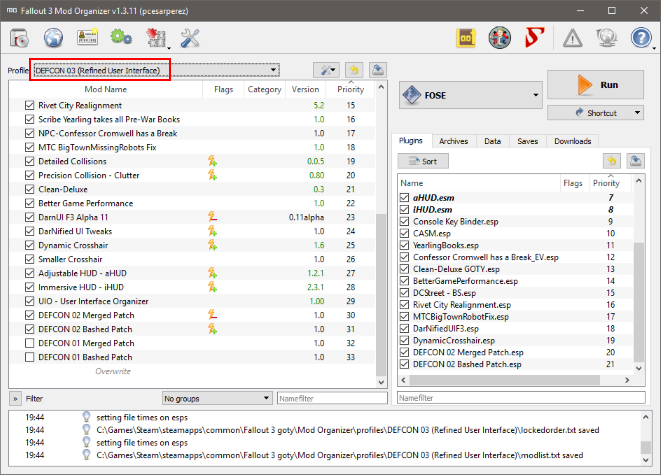 Fallout 3 Mod Organizer v1.3.11 (pcesarperez)
Profile DEFCON 03 (Refined User Interface)
Mod Name Flags Category Version Priority
Rivet City Realignment 5.2 15
Scribe Yearling takes all Pre-War Books 1.0 16
NPC-Confessor Cromwell has a Break 1.0 17
MTC BigTownMissingRobots Fix 1.0 18
Detailed Collisions 0.0.5 19
Precision Collision - Clutter 0.80 20
Clean-Deluxe 0.3 21
Better Game Performance 1.0 22
DarnUI F3 Alpha 11 0.11alpha 23
DarNified UI Tweaks 1.0 24
Dynamic Crosshair 1.6 25
Smaller Crosshair 1.0 26
Adjustable HUD - aHUD 1.2.1 27
Immersive HUD - iHUD 2.3.1 28
UIO - User Interface Organizer 1.00 29
DEFCON 02 Merged Patch 1.0 30
DEFCON 02 Bashed Patch 1.0 31
DEFCON 01 Merged Patch 1.0 32
DEFCON 01 Bashed Patch 1.0 33
Overwrite
» Filter No groups Namefilter
FOSE
Run
Shortcut
Plugins Archives Data Saves Downloads
Sort
Name Flags Priority
aHUD.esm 7
iHUD.esm 8
Console Key Binder.esp 9
CASM.esp 10
YearlingBooks.esp 11
Confessor Cromwell has a Break_EV.esp 12
Clean-Deluxe GOTY.esp 13
BetterGamePerformance.esp 14
DCStreet - BS.esp 15
Rivet City Realignment.esp 16
MTCBigTownRobotFix.esp 17
DarNifiedUIF3.esp 18
DynamicCrosshair.esp 19
DEFCON 02 Merged Patch.esp 20
DEFCON 02 Bashed Patch.esp 21
Namefilter
19:44 setting file times on esps
19:44 C:\Games\Steam\steamapps\common\Fallout 3 goty\Mod Organizer\profiles\DEFCON 03 (Refined User Interface)\lockedorder.txt saved
19:44 setting file times on esps
19:44 C:\Games\Steam\steamapps\common\Fallout 3 goty\Mod Organizer\profiles\DEFCON 03 (Refined User Interface)\modlist.txt saved